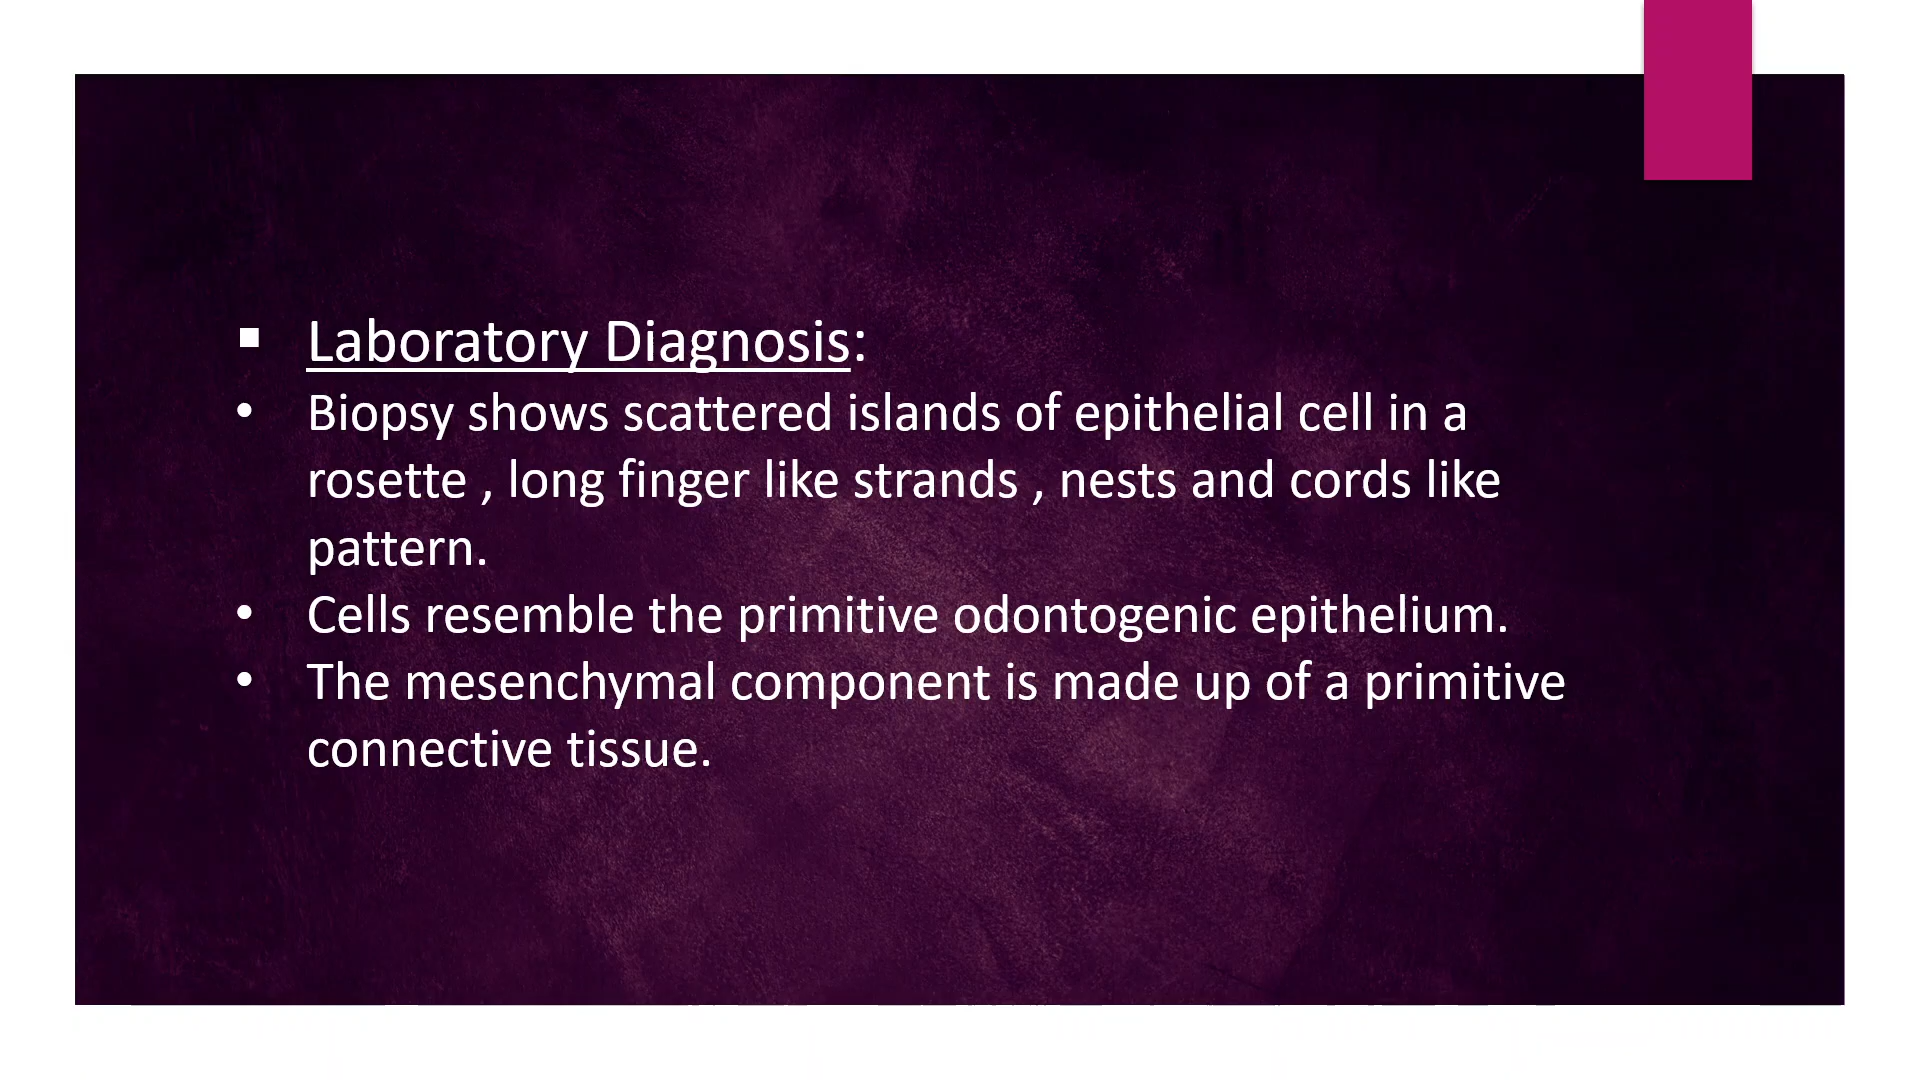 ▪ Laboratory Diagnosis:
• Biopsy shows scattered islands of epithelial cell in a
rosette , long finger like strands , nests and cords like
pattern.
• Cells resemble the primitive odontogenic epithelium.
• The mesenchymal component is made up of a primitive
connective tissue.